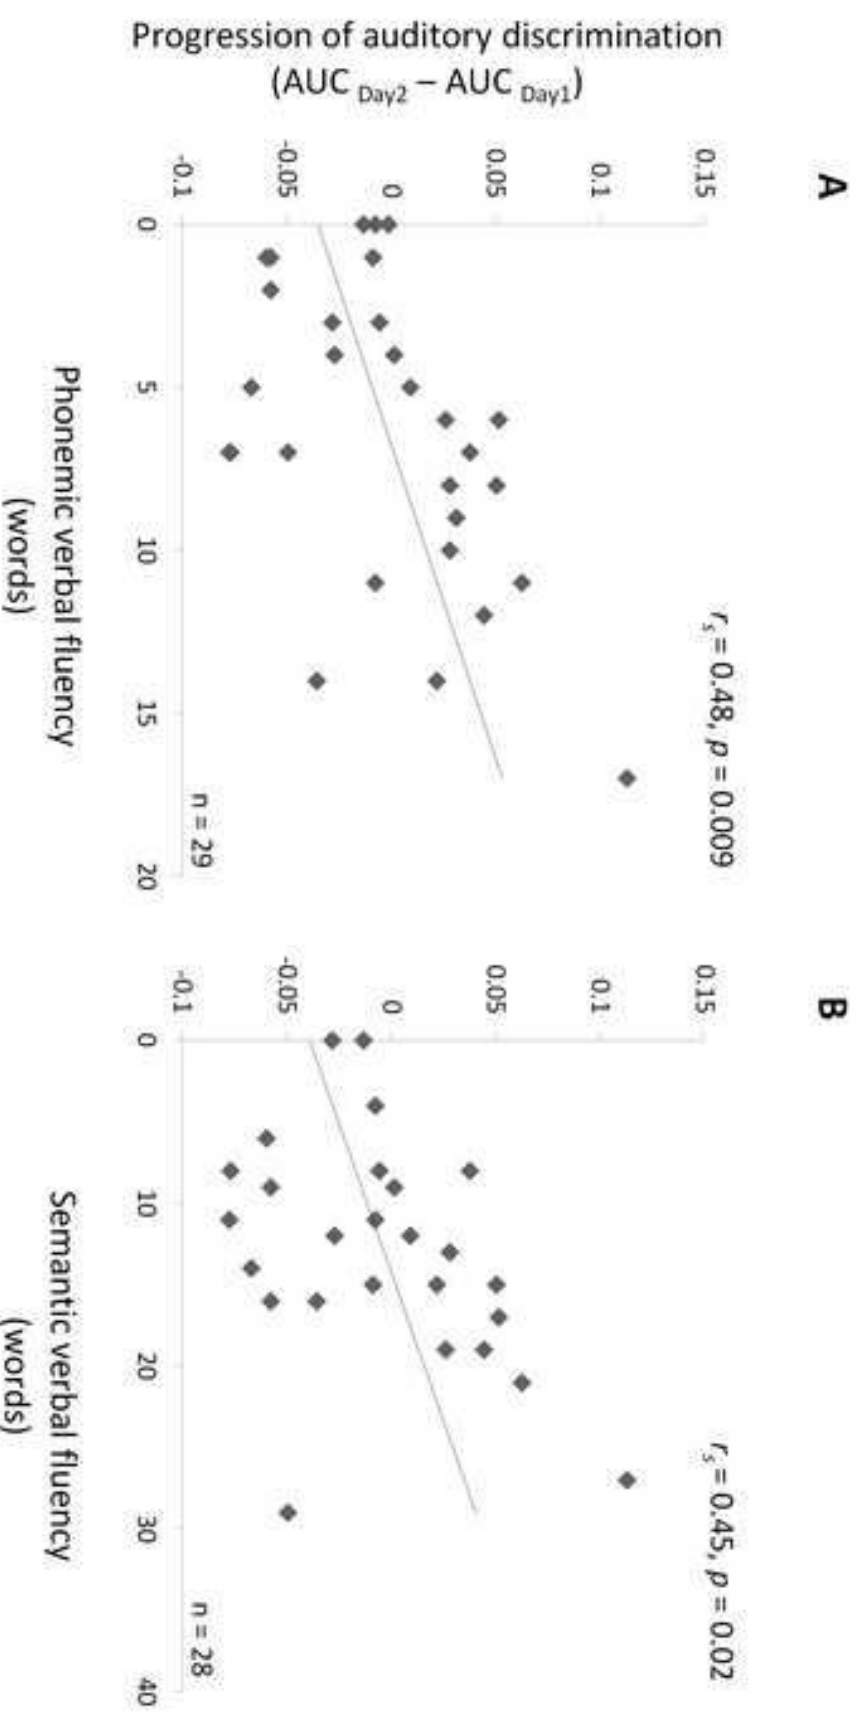 Progression of auditory discrimination
(AUC Day2 – AUC Day1)
A
0.15
0.1
0.05
0
-0.05
-0.1
0
5
10
15
20
rs = 0.48, p = 0.009
n = 29
Phonemic verbal fluency
(words)
B
0.15
0.1
0.05
0
-0.05
-0.1
0
10
20
30
40
rs = 0.45, p = 0.02
n = 28
Semantic verbal fluency
(words)